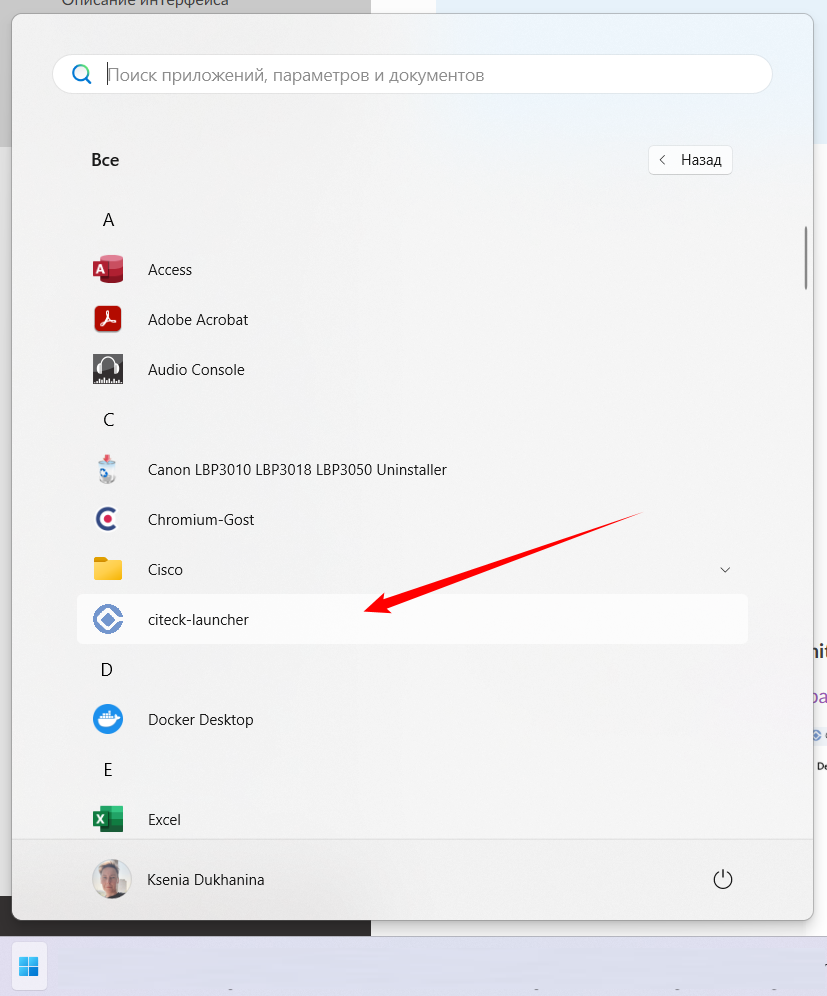 Описание интерфейса
Поиск приложений, параметров и документов
Все
Назад
A
Access
Adobe Acrobat
Audio Console
C
Canon LBP3010 LBP3018 LBP3050 Uninstaller
Chromium-Gost
Cisco
citeck-launcher
D
Docker Desktop
E
Excel
Ksenia Dukhanina